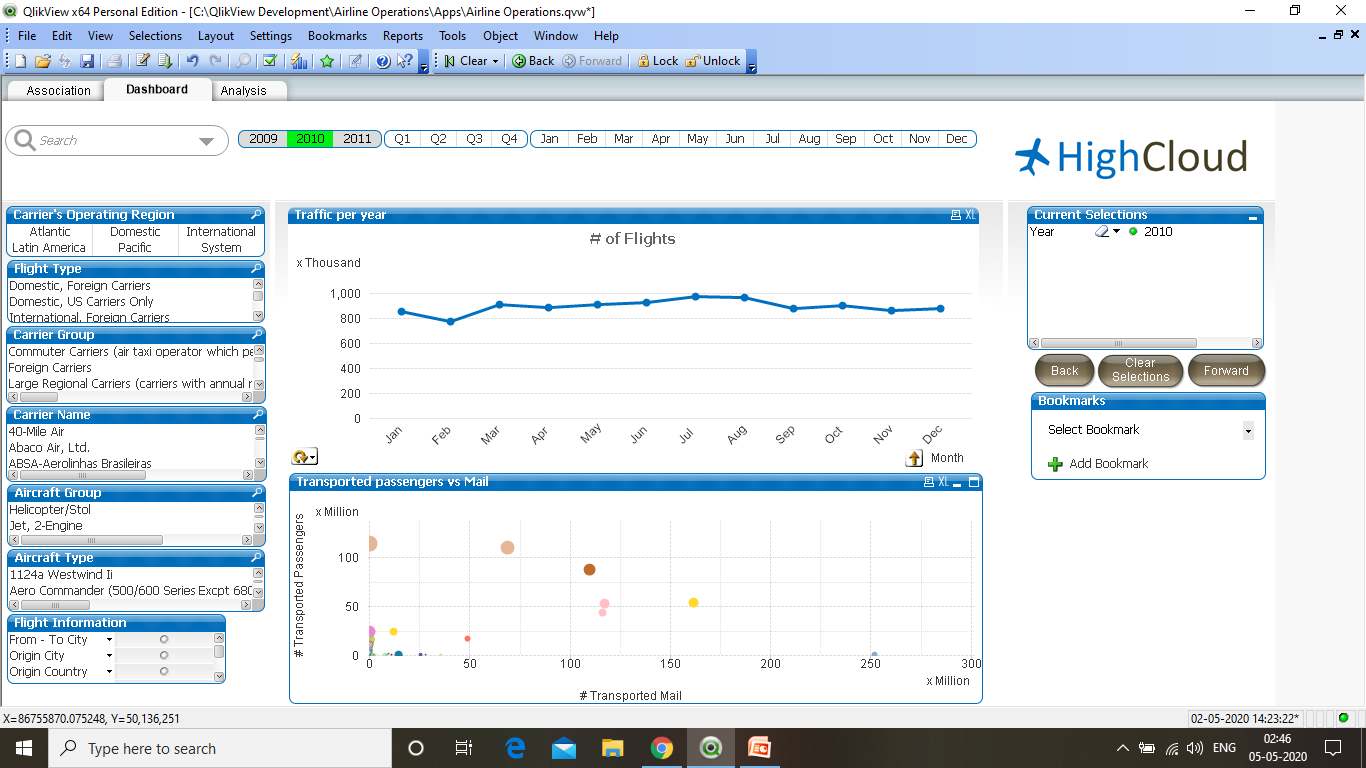 QlikView x64 Personal Edition - [C:\QlikView Development\Airline Operations\Apps\Airline Operations.qvw*]
File Edit View Selections Layout Settings Bookmarks Reports Tools Object Window Help
Clear Back Forward Lock Unlock
Association Dashboard Analysis
Search
2009 2010 2011 Q1 Q2 Q3 Q4 Jan Feb Mar Apr May Jun Jul Aug Sep Oct Nov Dec
HighCloud
Carrier's Operating Region
Atlantic Domestic International
Latin America Pacific System
Flight Type
Domestic, Foreign Carriers
Domestic, US Carriers Only
International, Foreign Carriers
Carrier Group
Commuter Carriers (air taxi operator which pe
Foreign Carriers
Large Regional Carriers (carriers with annual r
Carrier Name
40-Mile Air
Abaco Air, Ltd.
ABSA-Aerolinhas Brasileiras
Aircraft Group
Helicopter/Stol
Jet, 2-Engine
Aircraft Type
1124a Westwind Ii
Aero Commander (500/600 Series Excpt 680
Flight Information
From - To City
Origin City
Origin Country
Traffic per year XL
# of Flights
x Thousand
1,000
800
600
400
200
0
Jan Feb Mar Apr May Jun Jul Aug Sep Oct Nov Dec
Month
Transported passengers vs Mail XL
x Million
# Transported Passengers
100
50
0
0 50 100 150 200 250 300
x Million
# Transported Mail
Current Selections
Year 2010
Back Clear Selections Forward
Bookmarks
Select Bookmark
Add Bookmark
X=86755870.075248, Y=50,136,251
02-05-2020 14:23:22*
Type here to search
ENG
02:46
05-05-2020